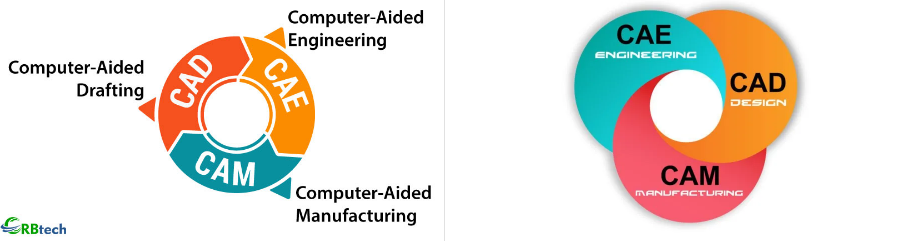 Computer-Aided
Engineering
Computer-Aided
Drafting
CAD
CAE
CAM
Computer-Aided
Manufacturing
RBtech
CAE
ENGINEERING
CAD
DESIGN
CAM
MANUFACTURING